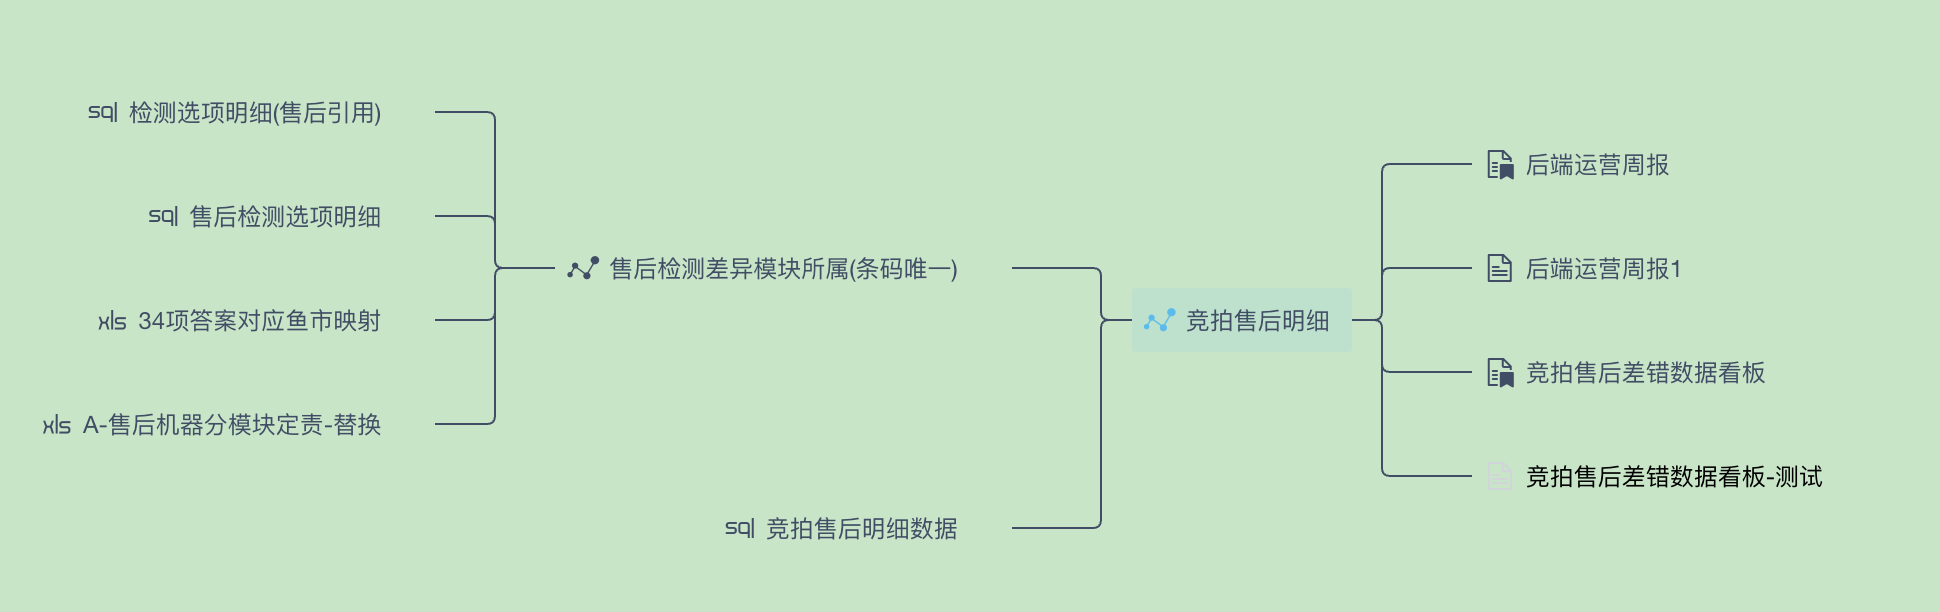 sql 检测选项明细(售后引用)
sql 售后检测选项明细
xls 34项答案对应鱼市映射
xls A-售后机器分模块定责-替换
售后检测差异模块所属(条码唯一)
sql 竞拍售后明细数据
竞拍售后明细
后端运营周报
后端运营周报1
竞拍售后差错数据看板
竞拍售后差错数据看板-测试